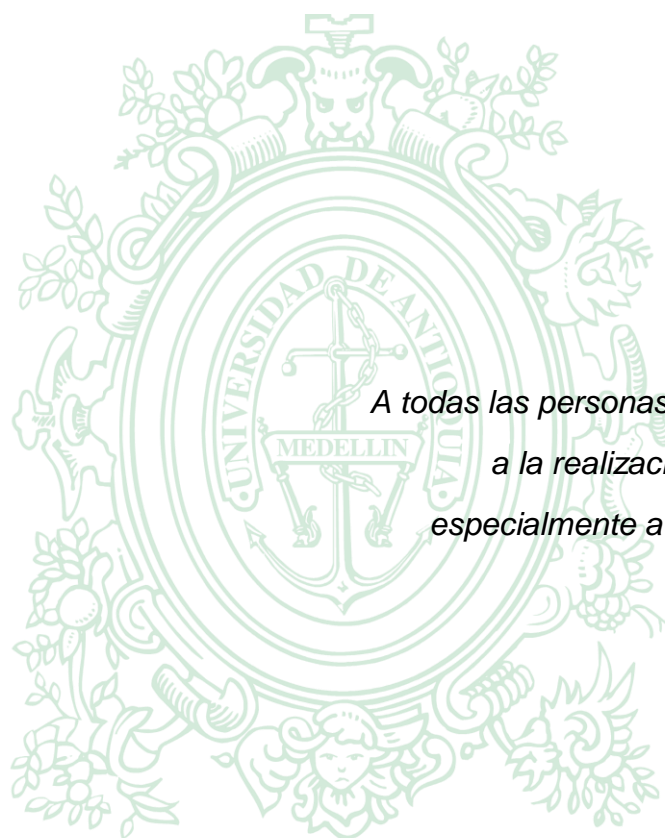 UNIVERSIDAD DE ANTIOQUIA
MEDELLIN
A todas las personas
a la realizaci
especialmente a